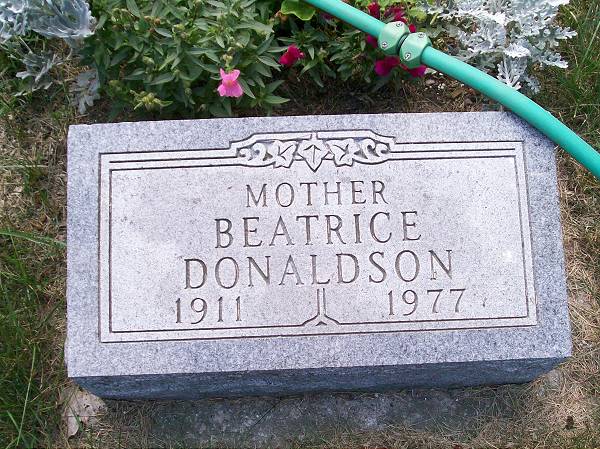 MOTHER
BEATRICE
DONALDSON
1911 1977